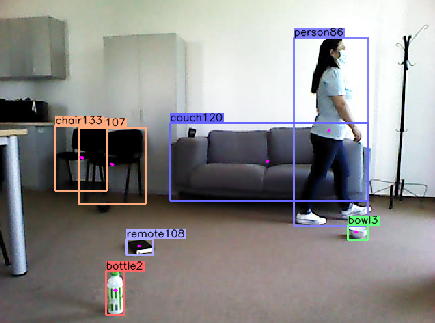 person86
couch120
chair133
107
remote108
bowl3
bottle2